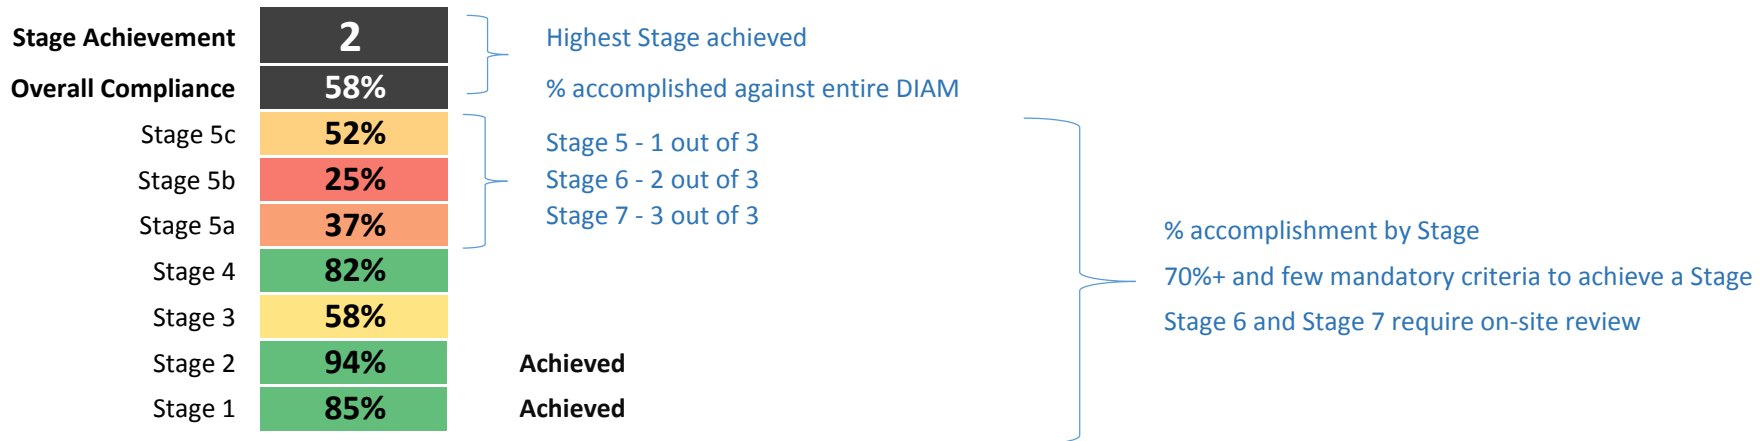 Stage Achievement 2 Highest Stage achieved
Overall Compliance 58% % accomplished against entire DIAM
Stage 5c 52% Stage 5 - 1 out of 3
Stage 5b 25% Stage 6 - 2 out of 3
Stage 5a 37% Stage 7 - 3 out of 3
% accomplishment by Stage
Stage 4 82% 70%+ and few mandatory criteria to achieve a Stage
Stage 3 58% Stage 6 and Stage 7 require on-site review
Stage 2 94% Achieved
Stage 1 85% Achieved